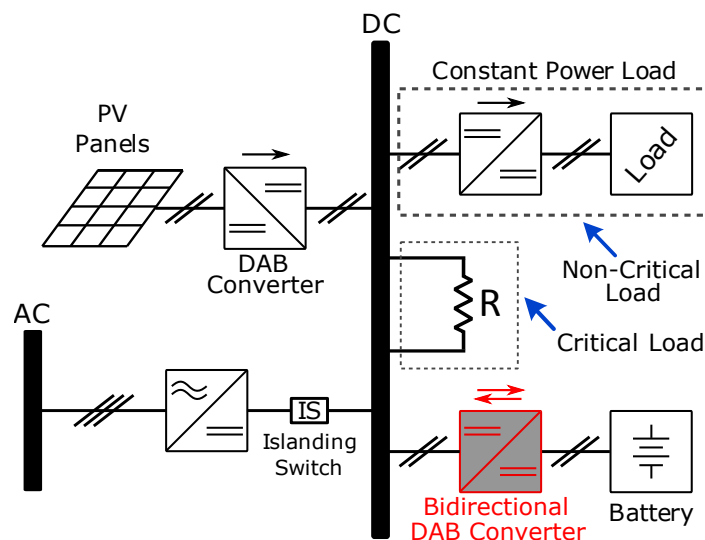 DC
Constant Power Load
PV
Panels
Load
DAB
Converter
Non-Critical
Load
AC
R
Critical Load
IS
Islanding
Switch
Bidirectional
DAB Converter
Battery